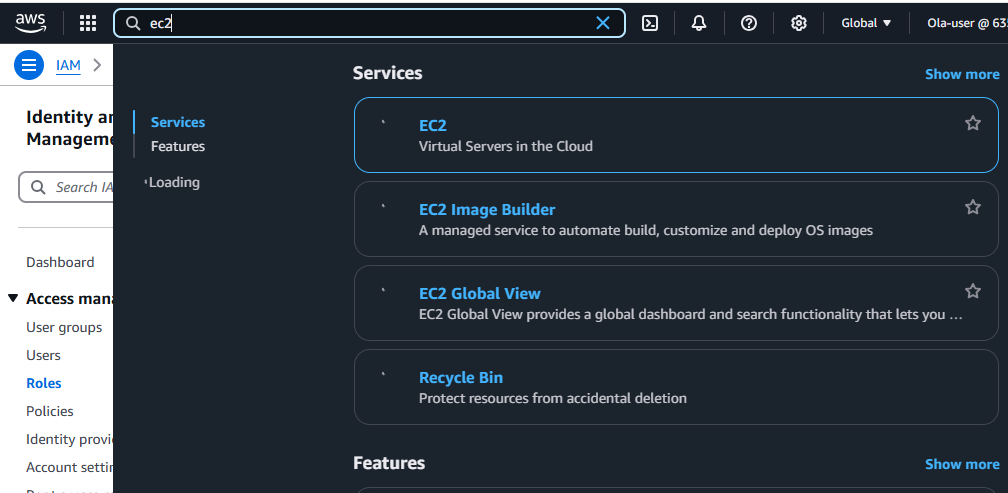 aws
ec2
Global
Ola-user @ 63
IAM
Services
Show more
Services
Features
Loading
EC2
Virtual Servers in the Cloud
EC2 Image Builder
A managed service to automate build, customize and deploy OS images
EC2 Global View
EC2 Global View provides a global dashboard and search functionality that lets you ...
Recycle Bin
Protect resources from accidental deletion
Features
Show more
Identity an
Manageme
Search IA
Dashboard
Access mana
User groups
Users
Roles
Policies
Identity provi
Account settin